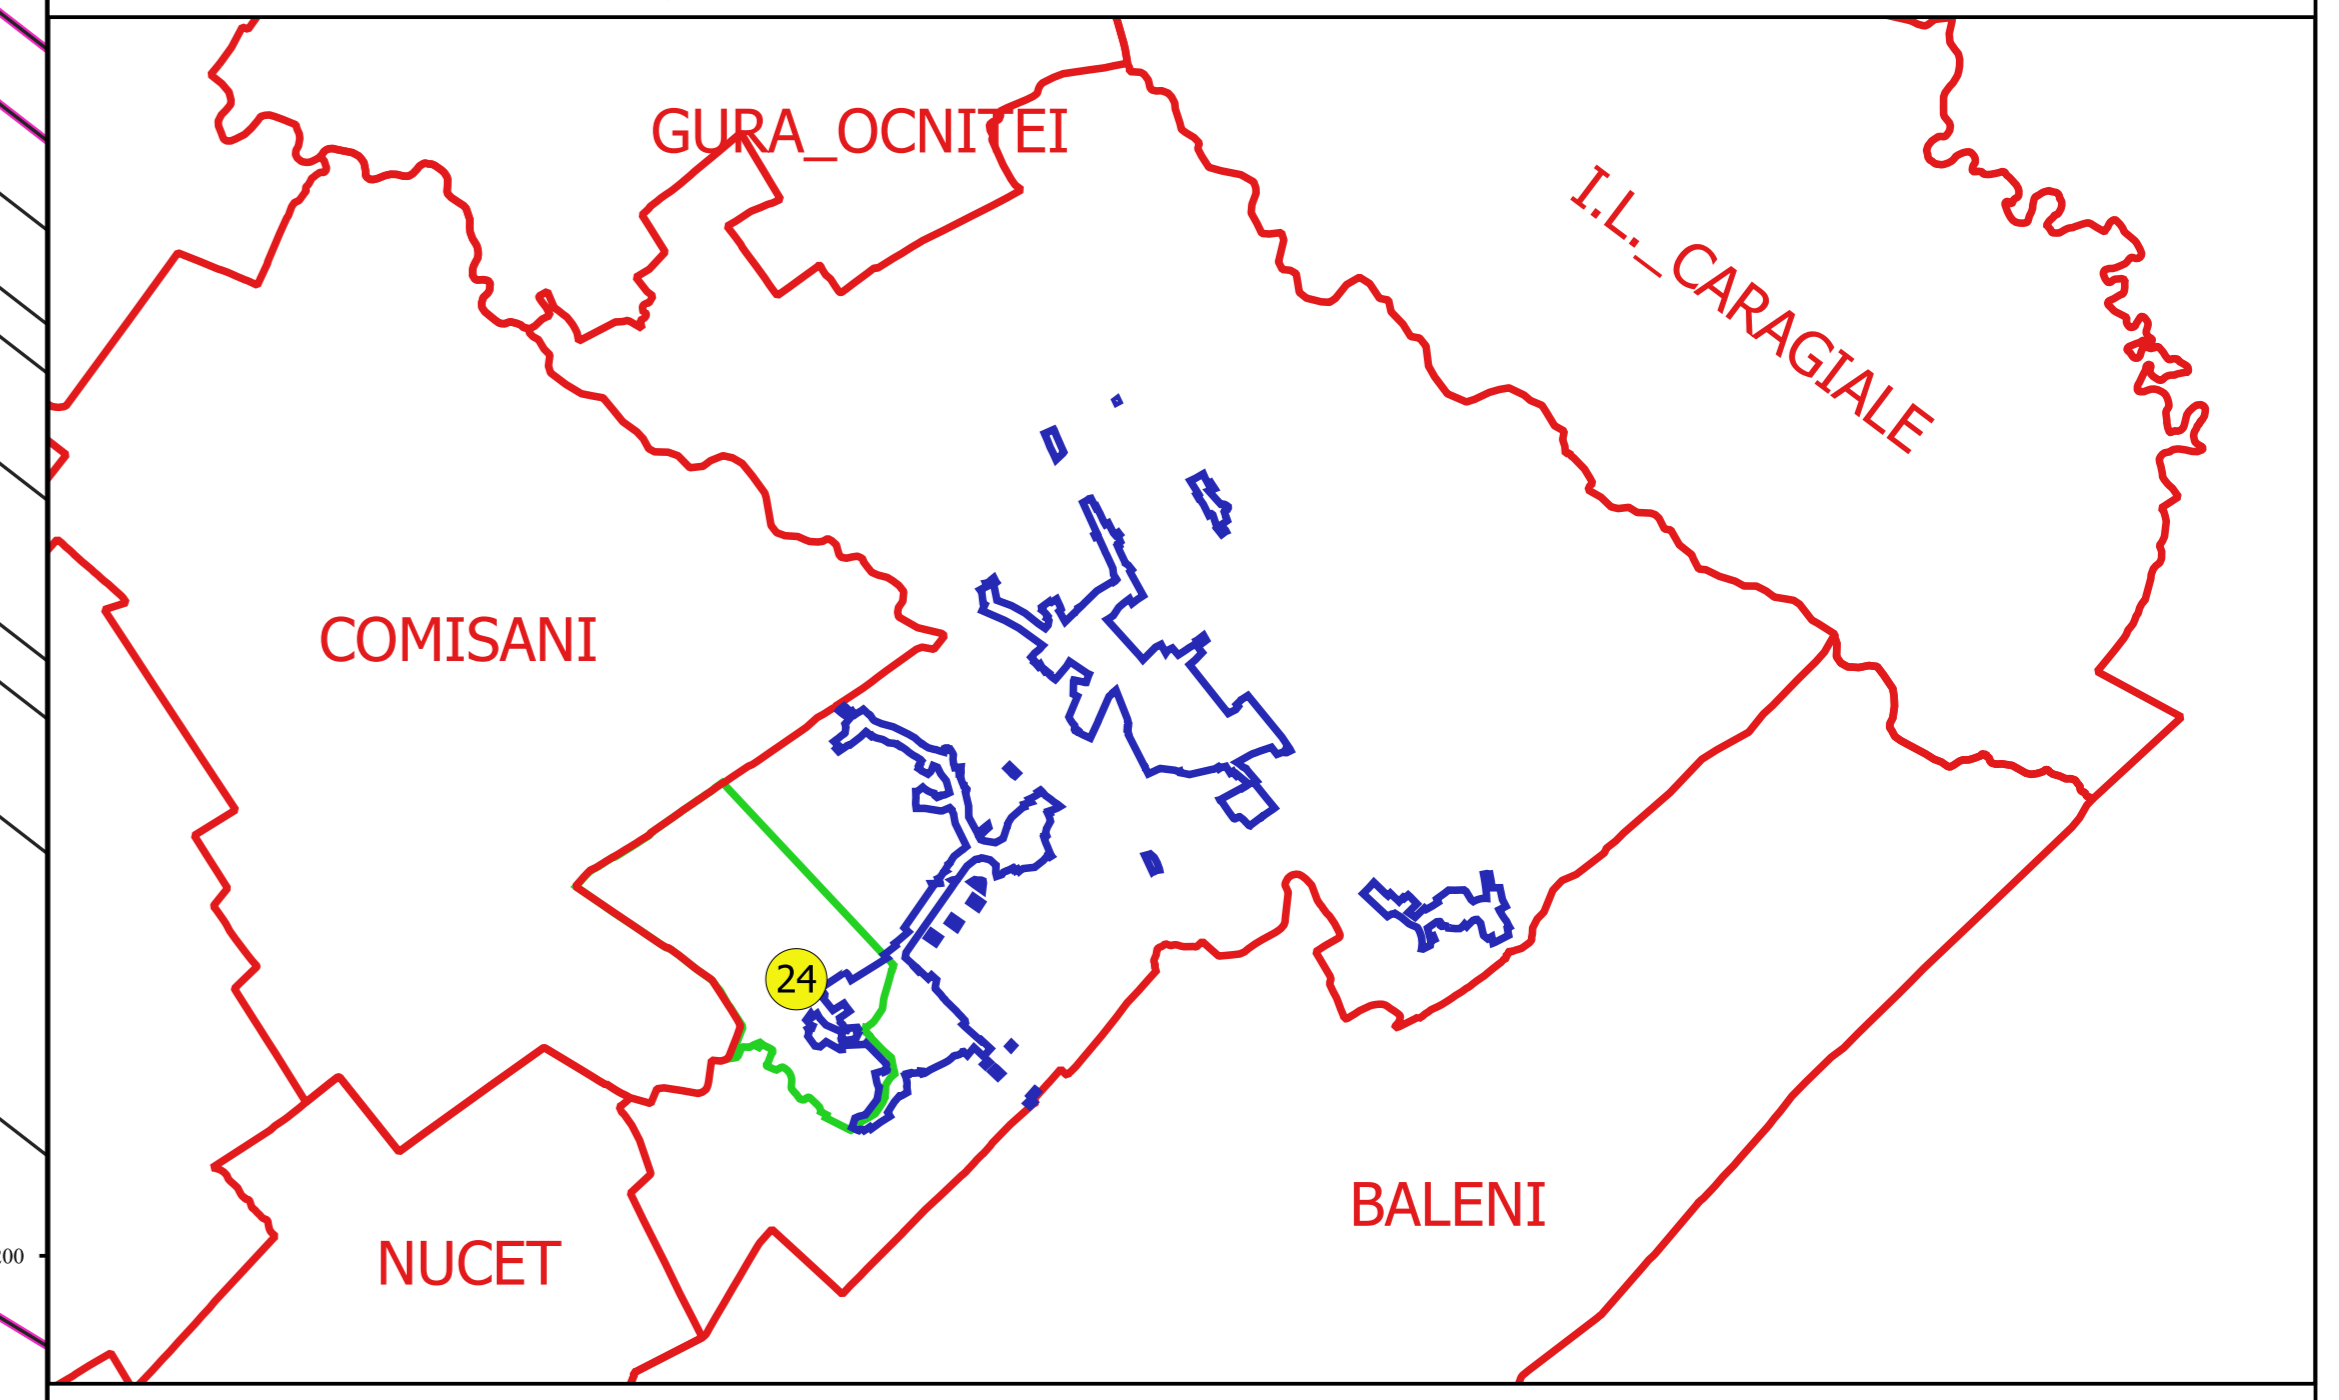 GURA_OCNITEI
I.L._CARAGIALE
COMISANI
24
BALENI
NUCET